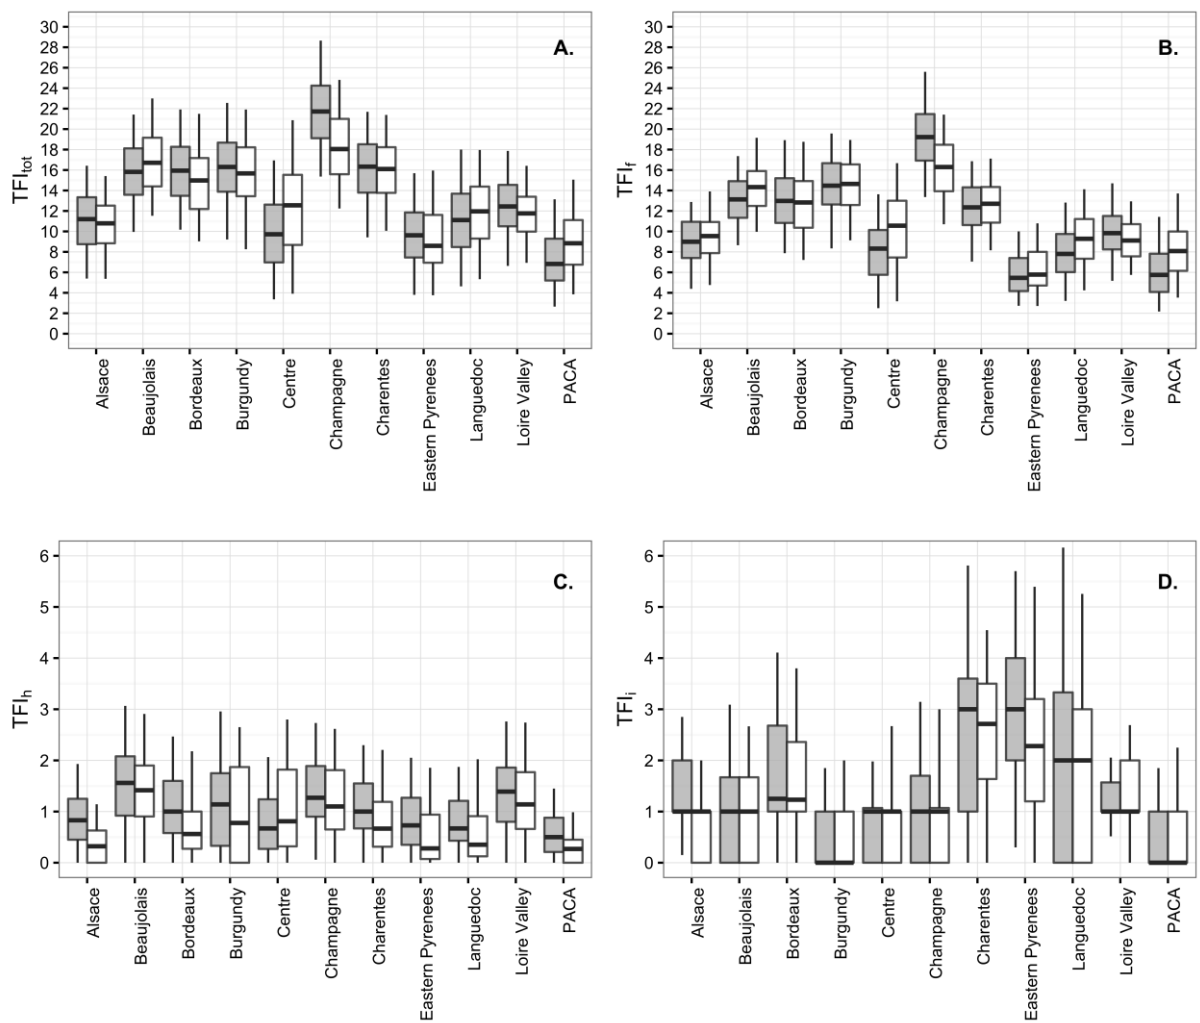 A.
TFItot
30
28
26
24
22
20
18
16
14
12
10
8
6
4
2
0
Alsace
Beaujolais
Bordeaux
Burgundy
Centre
Champagne
Charentes
Eastern Pyrenees
Languedoc
Loire Valley
PACA
B.
TFIf
30
28
26
24
22
20
18
16
14
12
10
8
6
4
2
0
Alsace
Beaujolais
Bordeaux
Burgundy
Centre
Champagne
Charentes
Eastern Pyrenees
Languedoc
Loire Valley
PACA
C.
TFIh
6
5
4
3
2
1
0
Alsace
Beaujolais
Bordeaux
Burgundy
Centre
Champagne
Charentes
Eastern Pyrenees
Languedoc
Loire Valley
PACA
D.
TFIi
6
5
4
3
2
1
0
Alsace
Beaujolais
Bordeaux
Burgundy
Centre
Champagne
Charentes
Eastern Pyrenees
Languedoc
Loire Valley
PACA